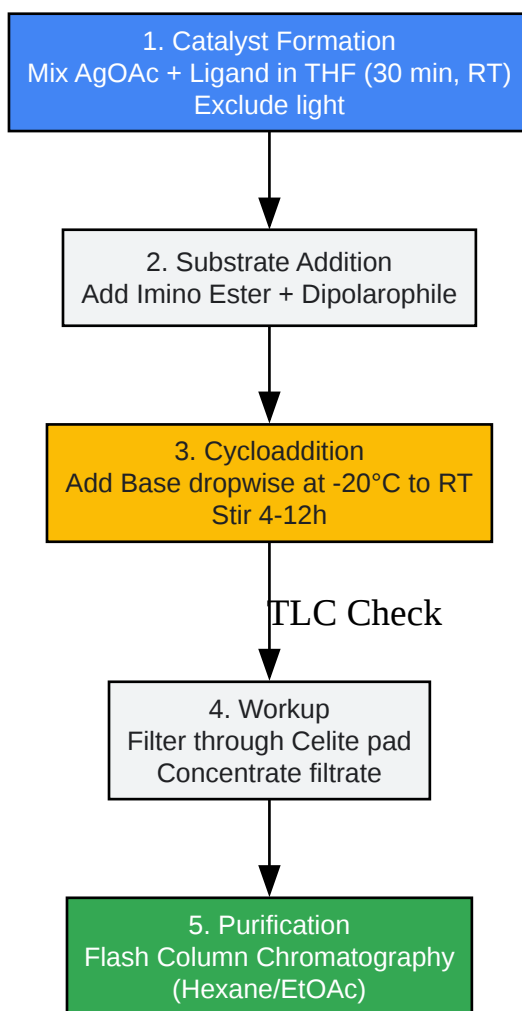 1. Catalyst Formation
Mix AgOAc + Ligand in THF (30 min, RT)
Exclude light
2. Substrate Addition
Add Imino Ester + Dipolarophile
3. Cycloaddition
Add Base dropwise at -20°C to RT
Stir 4-12h
TLC Check
4. Workup
Filter through Celite pad
Concentrate filtrate
5. Purification
Flash Column Chromatography
(Hexane/EtOAc)